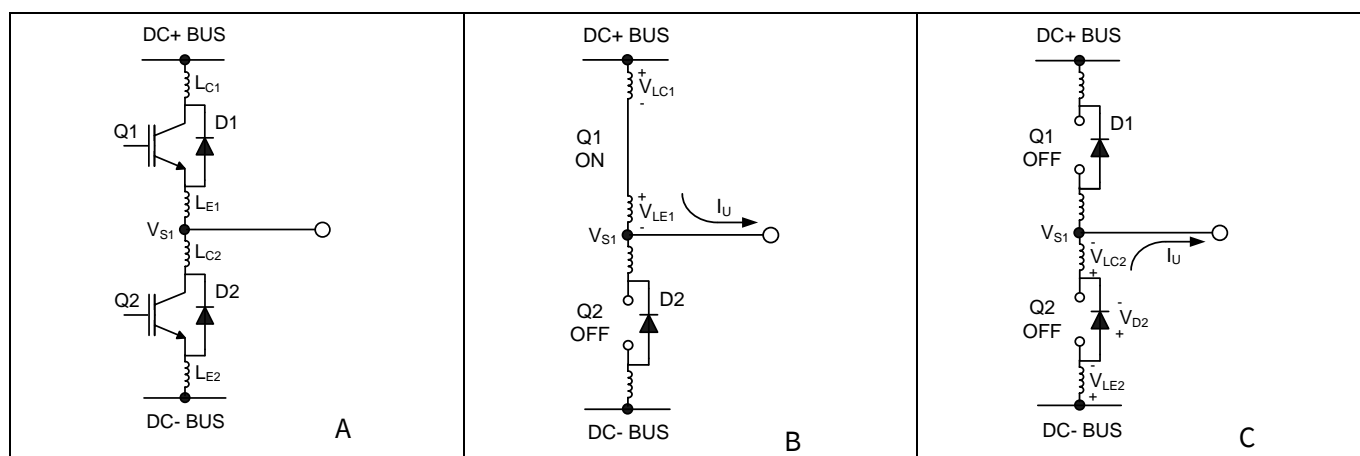 DC+ BUS
LC1
Q1
D1
LE1
VS1
LC2
Q2
D2
LE2
DC- BUS
A
DC+ BUS
+
VLC1
-
Q1
ON
+
VLE1
-
IU
VS1
Q2
OFF
D2
DC- BUS
B
DC+ BUS
Q1
OFF
D1
VS1
-
VLC2
+
IU
Q2
OFF
-
VD2
+
-
VLE2
+
DC- BUS
C